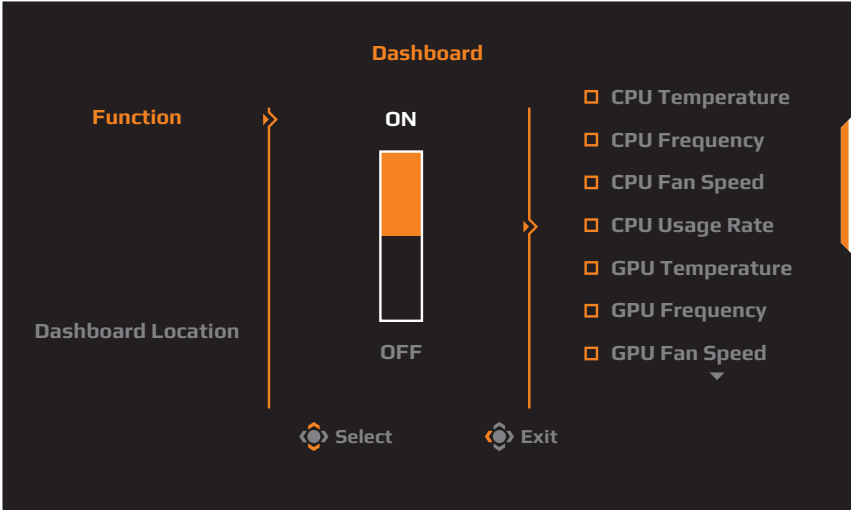 Dashboard
Function
ON
OFF
Dashboard Location
CPU Temperature
CPU Frequency
CPU Fan Speed
CPU Usage Rate
GPU Temperature
GPU Frequency
GPU Fan Speed
Select
Exit